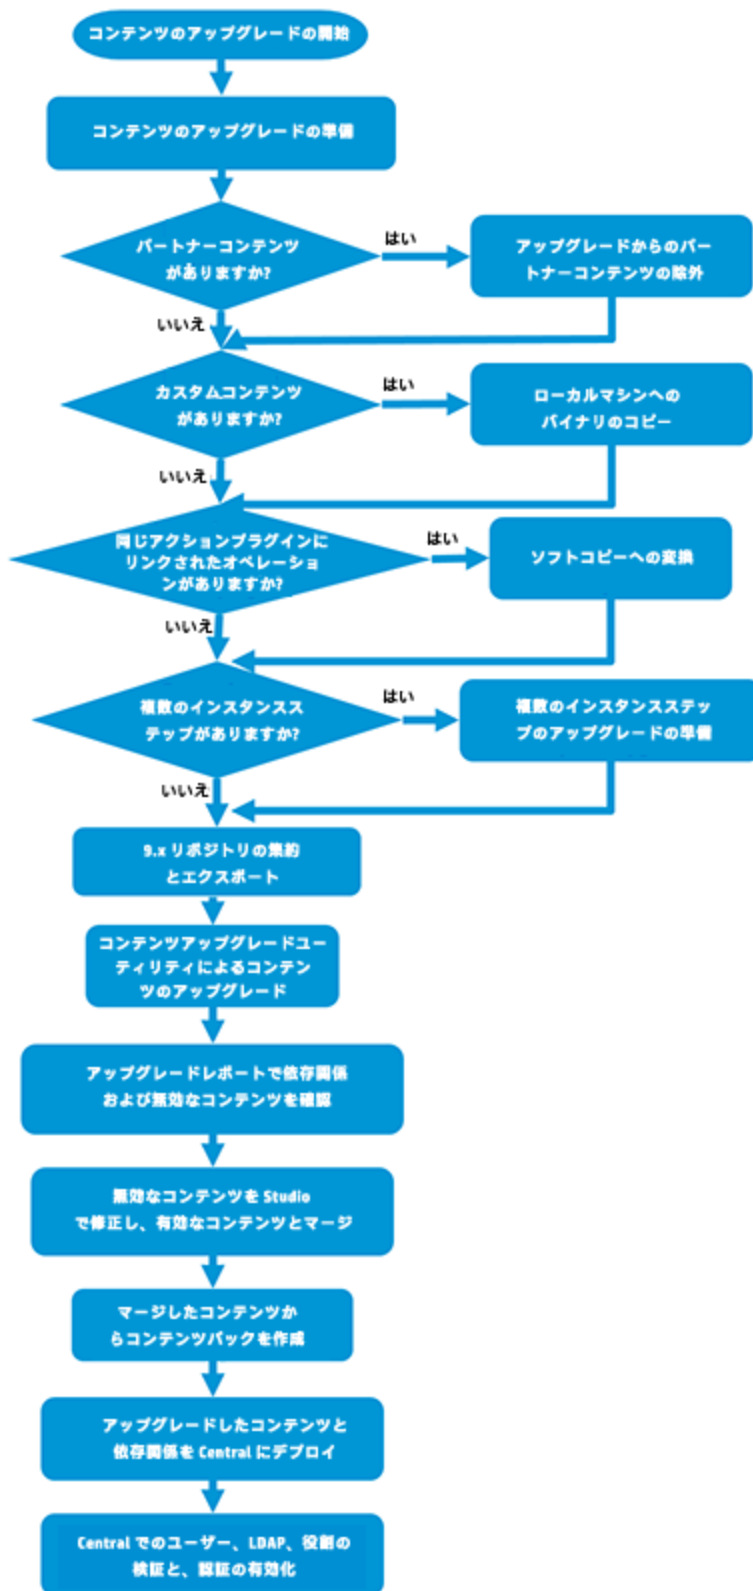 コンテンツのアップグレードの開始
コンテンツのアップグレードの準備
パートナーコンテンツ
がありますか?
はい
アップグレードからのパー
トナーコンテンツの除外
いいえ
カスタムコンテンツ
がありますか?
はい
ローカルマシンへの
バイナリのコピー
いいえ
同じアクションプラグインに
リンクされたオペレーショ
ンがありますか?
はい
ソフトコピーへの変換
いいえ
複数のインスタンスス
テップがありますか?
はい
複数のインスタンスステッ
プのアップグレードの準備
いいえ
9.x リポジトリの集約
とエクスポート
コンテンツアップグレードユー
ティリティによるコンテン
ツのアップグレード
アップグレードレポートで依存関係
および無効なコンテンツを確認
無効なコンテンツを Studio
で修正し、有効なコンテンツとマージ
マージしたコンテンツか
らコンテンツパックを作成
アップグレードしたコンテンツと
依存関係を Central にデプロイ
Central でのユーザー、LDAP、役割の
検証と、認証の有効化